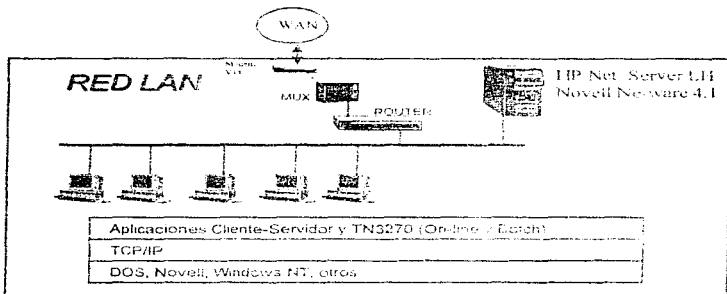 WAN
RED LAN
MUX
ROUTER
HP Net Server LH
Novell Netware 4.1
Aplicaciones Cliente-Servidor y TN3270 (On-line / Batch)
TCP/IP
DOS, Novell, Windows NT, otros